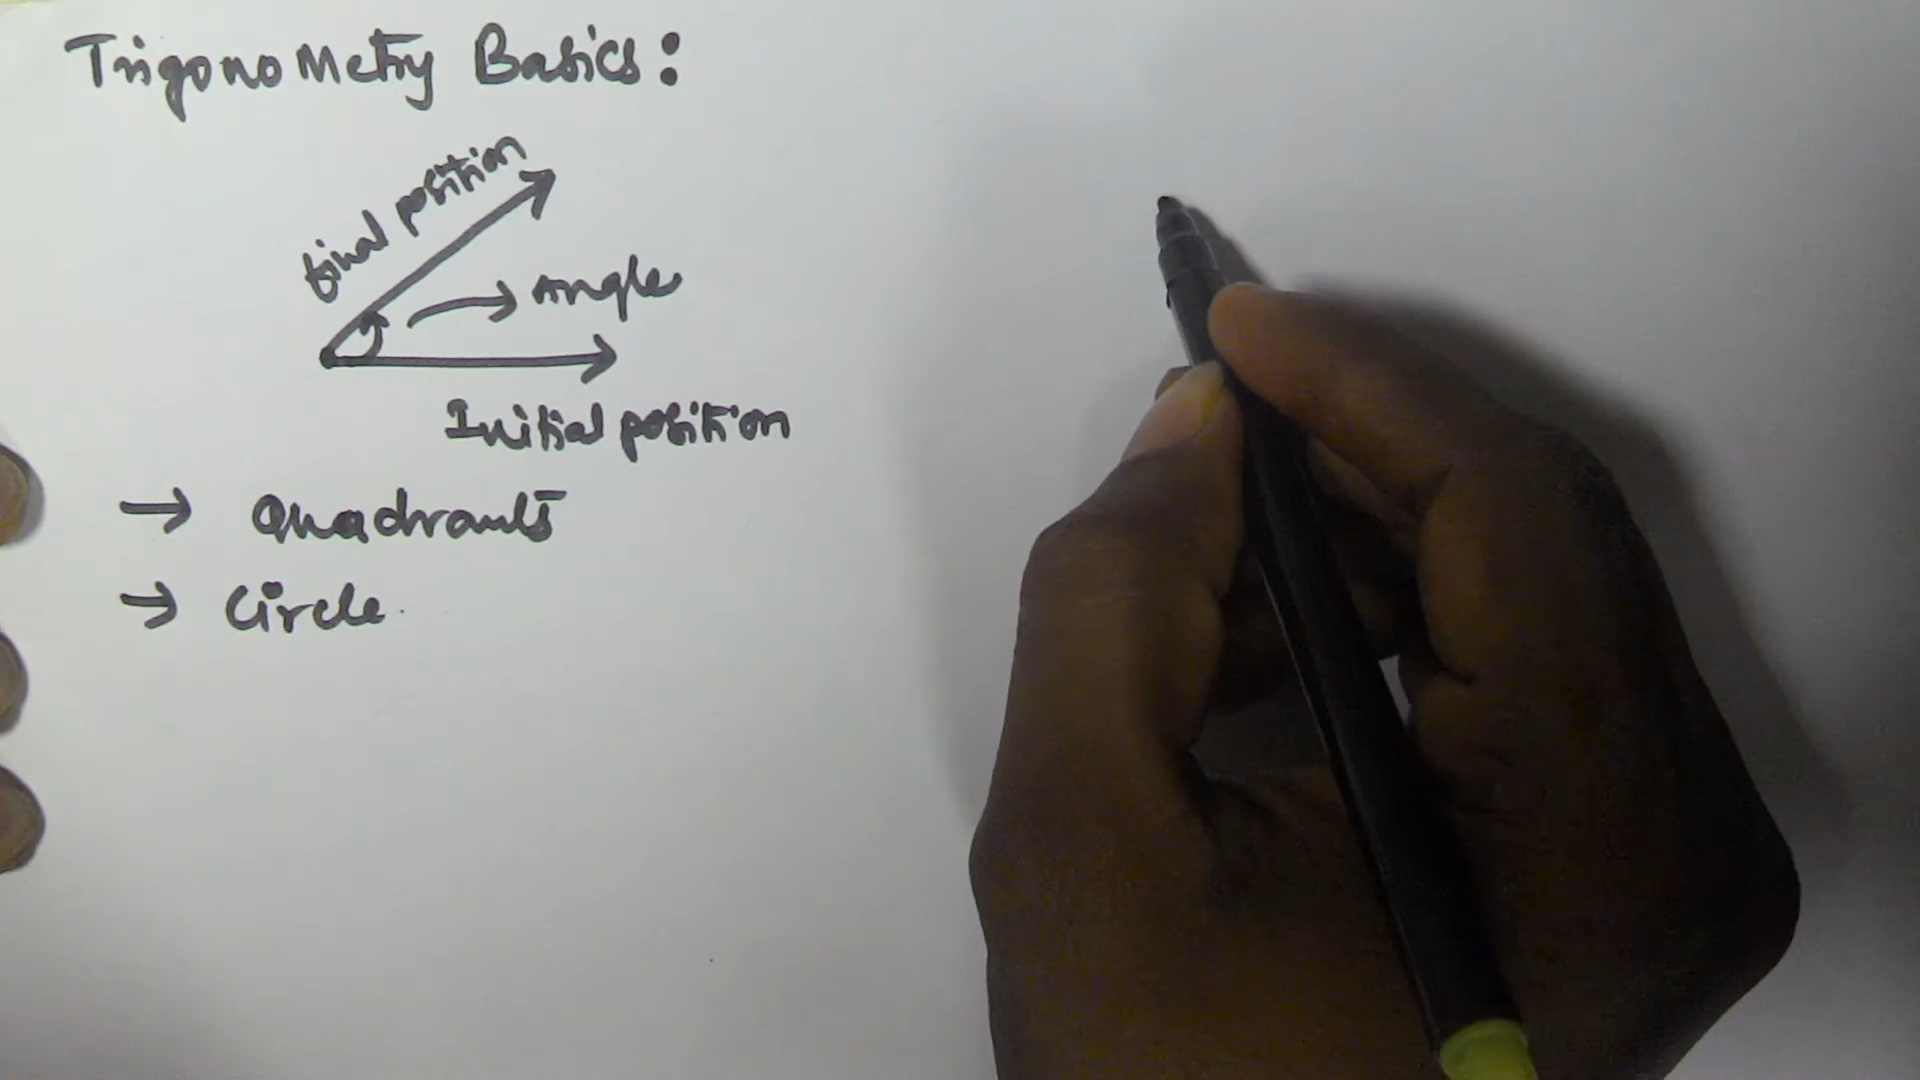 Trigonometry Basics:
final position
Angle
Initial position
→ Quadrants
→ Circle.